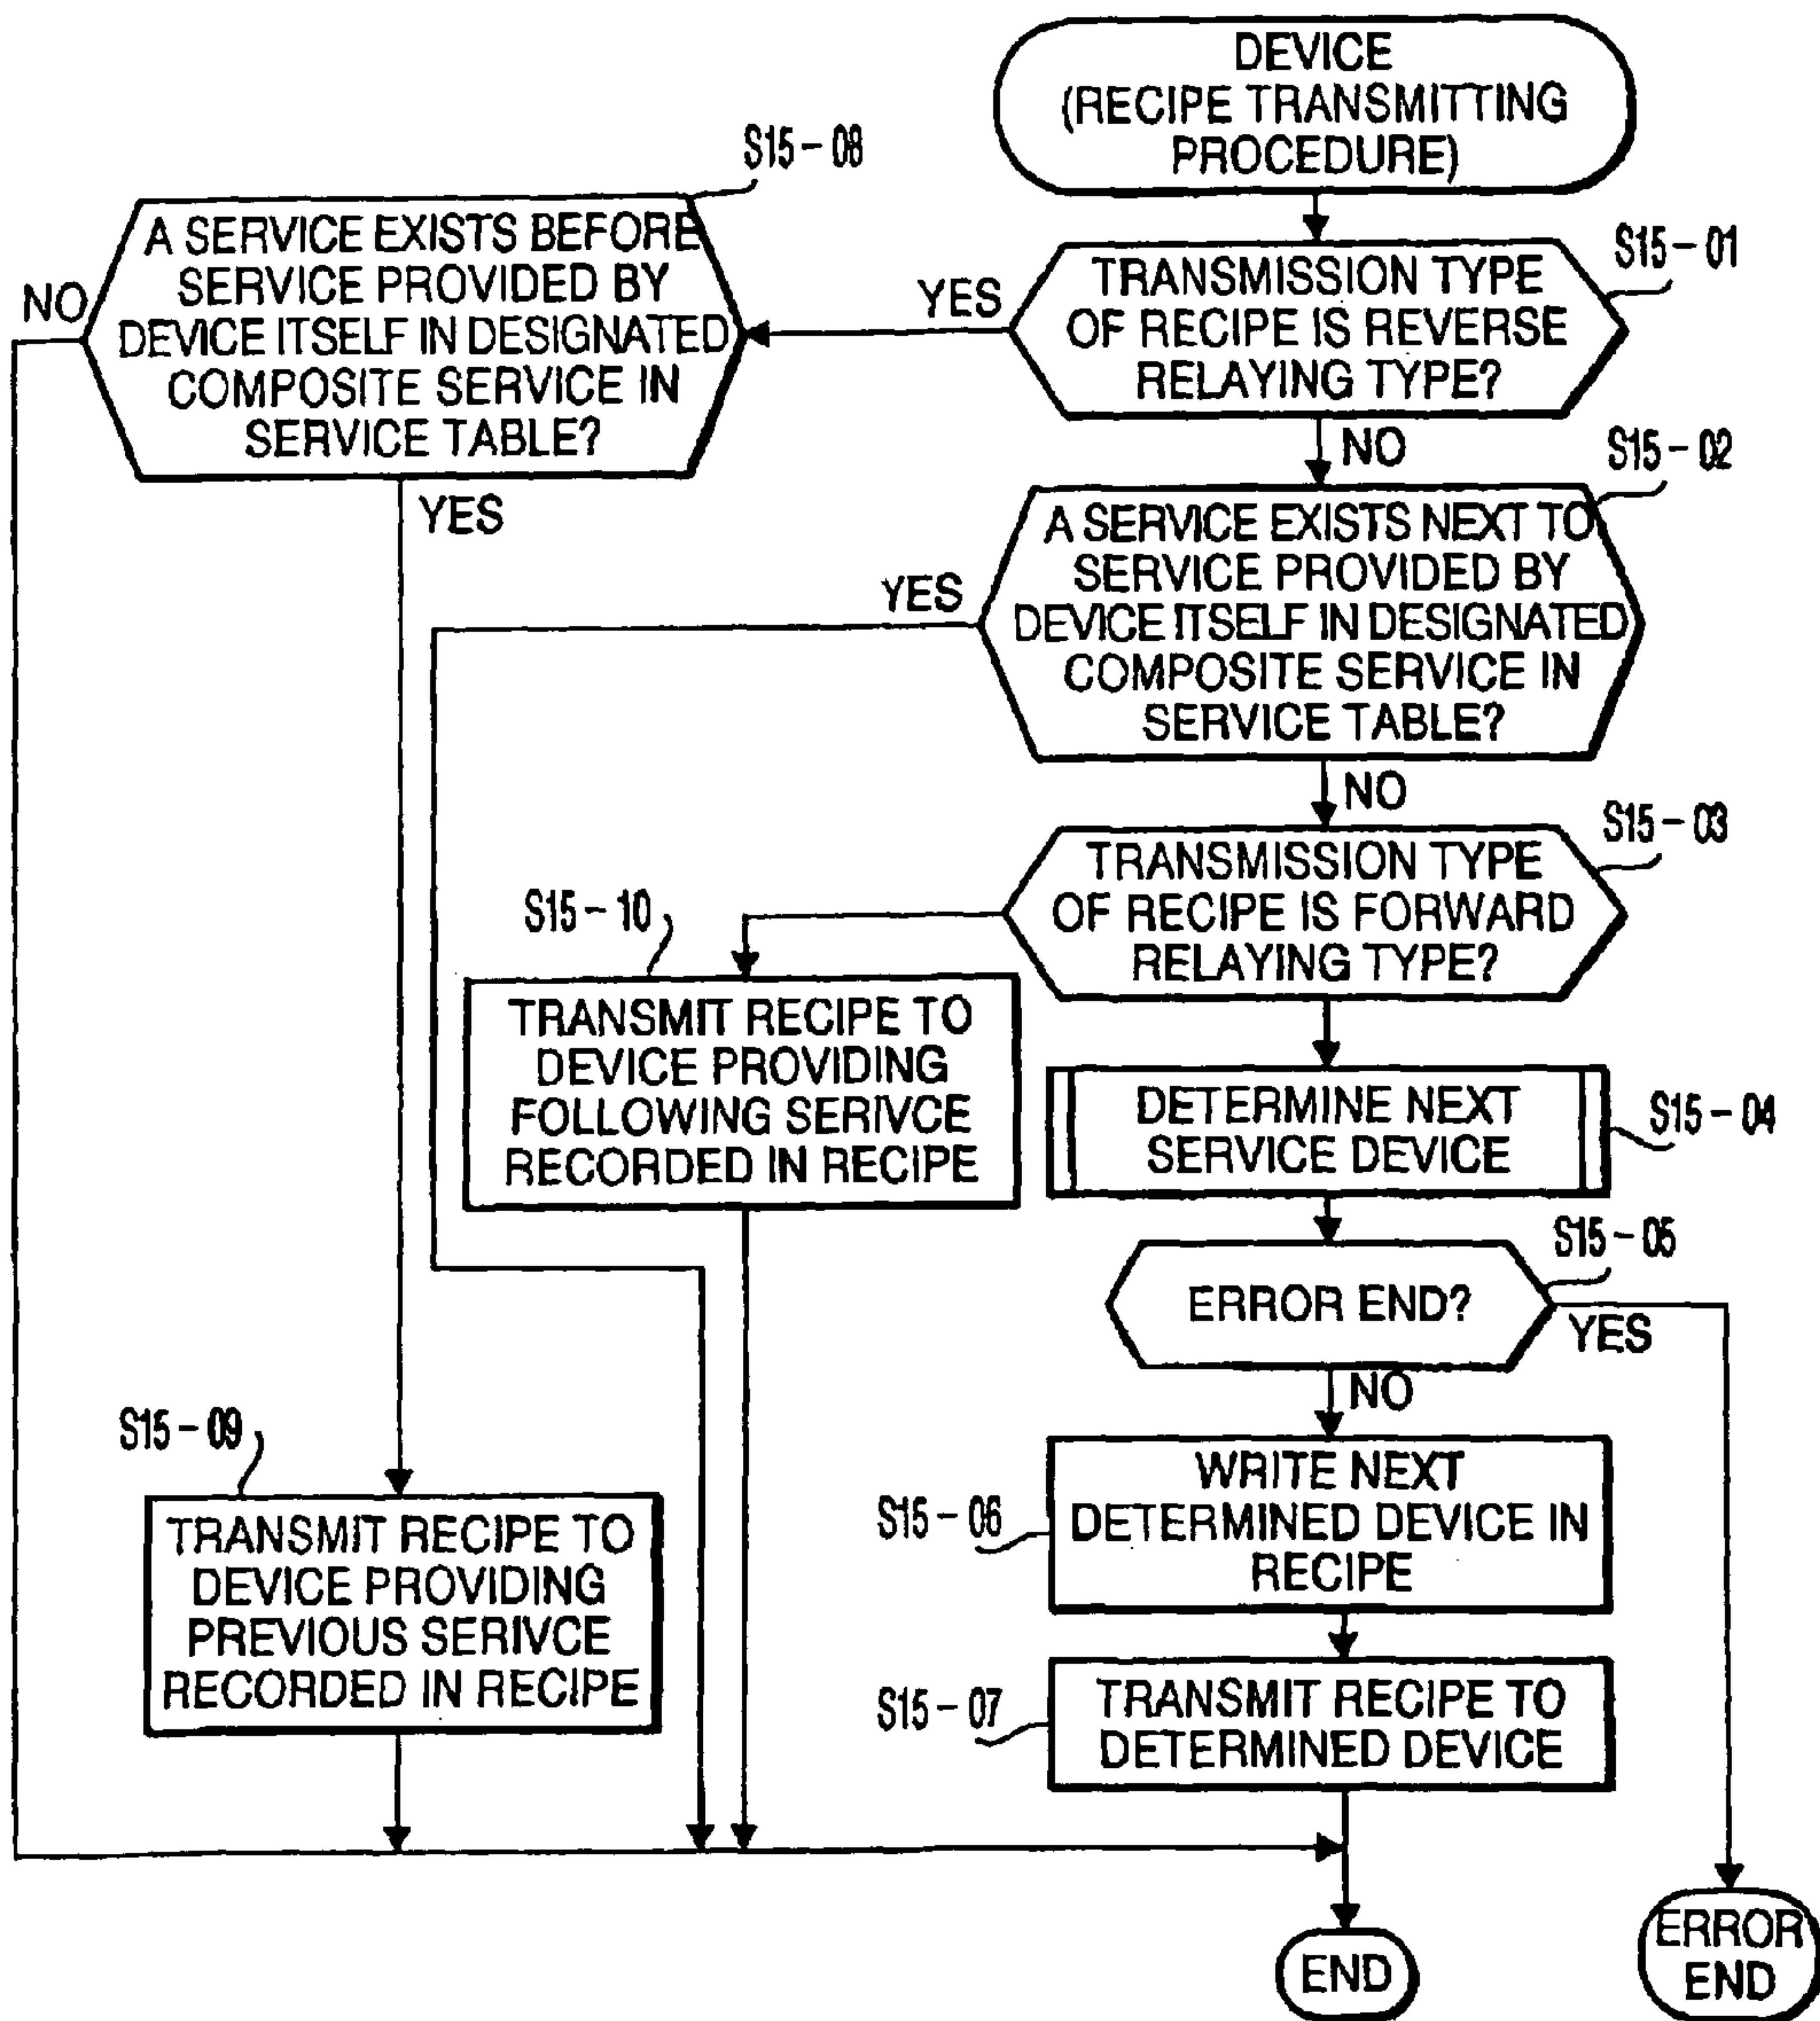 DEVICE
(RECIPE TRANSMITTING
PROCEDURE)
S15-01
TRANSMISSION TYPE
OF RECIPE IS REVERSE
RELAYING TYPE?
YES
NO
S15-08
A SERVICE EXISTS BEFORE
SERVICE PROVIDED BY
DEVICE ITSELF IN DESIGNATED
COMPOSITE SERVICE IN
SERVICE TABLE?
NO
YES
S15-02
A SERVICE EXISTS NEXT TO
SERVICE PROVIDED BY
DEVICE ITSELF IN DESIGNATED
COMPOSITE SERVICE IN
SERVICE TABLE?
YES
NO
S15-03
TRANSMISSION TYPE
OF RECIPE IS FORWARD
RELAYING TYPE?
S15-10
TRANSMIT RECIPE TO
DEVICE PROVIDING
FOLLOWING SERIVCE
RECORDED IN RECIPE
DETERMINE NEXT
SERVICE DEVICE
S15-04
S15-05
ERROR END?
YES
NO
S15-09
TRANSMIT RECIPE TO
DEVICE PROVIDING
PREVIOUS SERIVCE
RECORDED IN RECIPE
S15-06
WRITE NEXT
DETERMINED DEVICE IN
RECIPE
S15-07
TRANSMIT RECIPE TO
DETERMINED DEVICE
END
ERROR
END